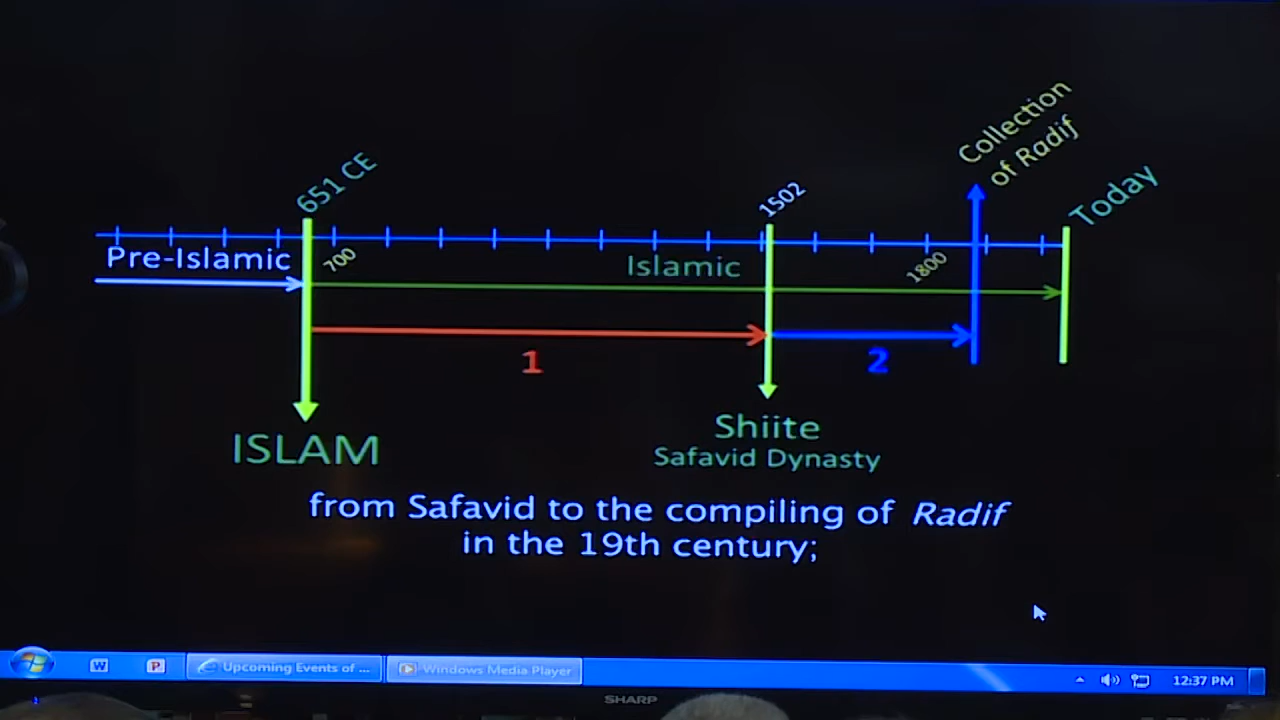 Collection
of Radif
651 CE
1502
Today
Pre-Islamic
700
Islamic
1800
1
2
ISLAM
Shiite
Safavid Dynasty
from Safavid to the compiling of Radif
in the 19th century;
Upcoming Events of ...
Windows Media Player
12:37 PM
SHARP